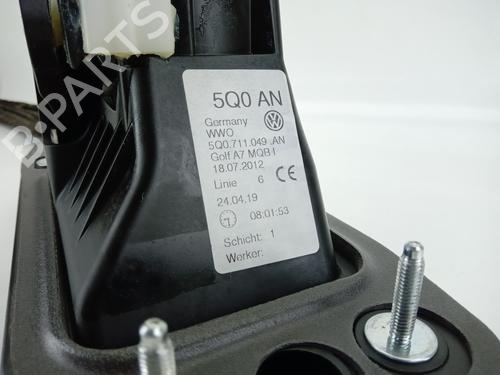 5Q0 AN
Germany
WWO
5Q0.711.049 .AN
Golf A7 MQB I
18.07.2012
Linie 6 CE
24.04.19
08:01:53
Schicht: 1
Werker:
B-PARTS